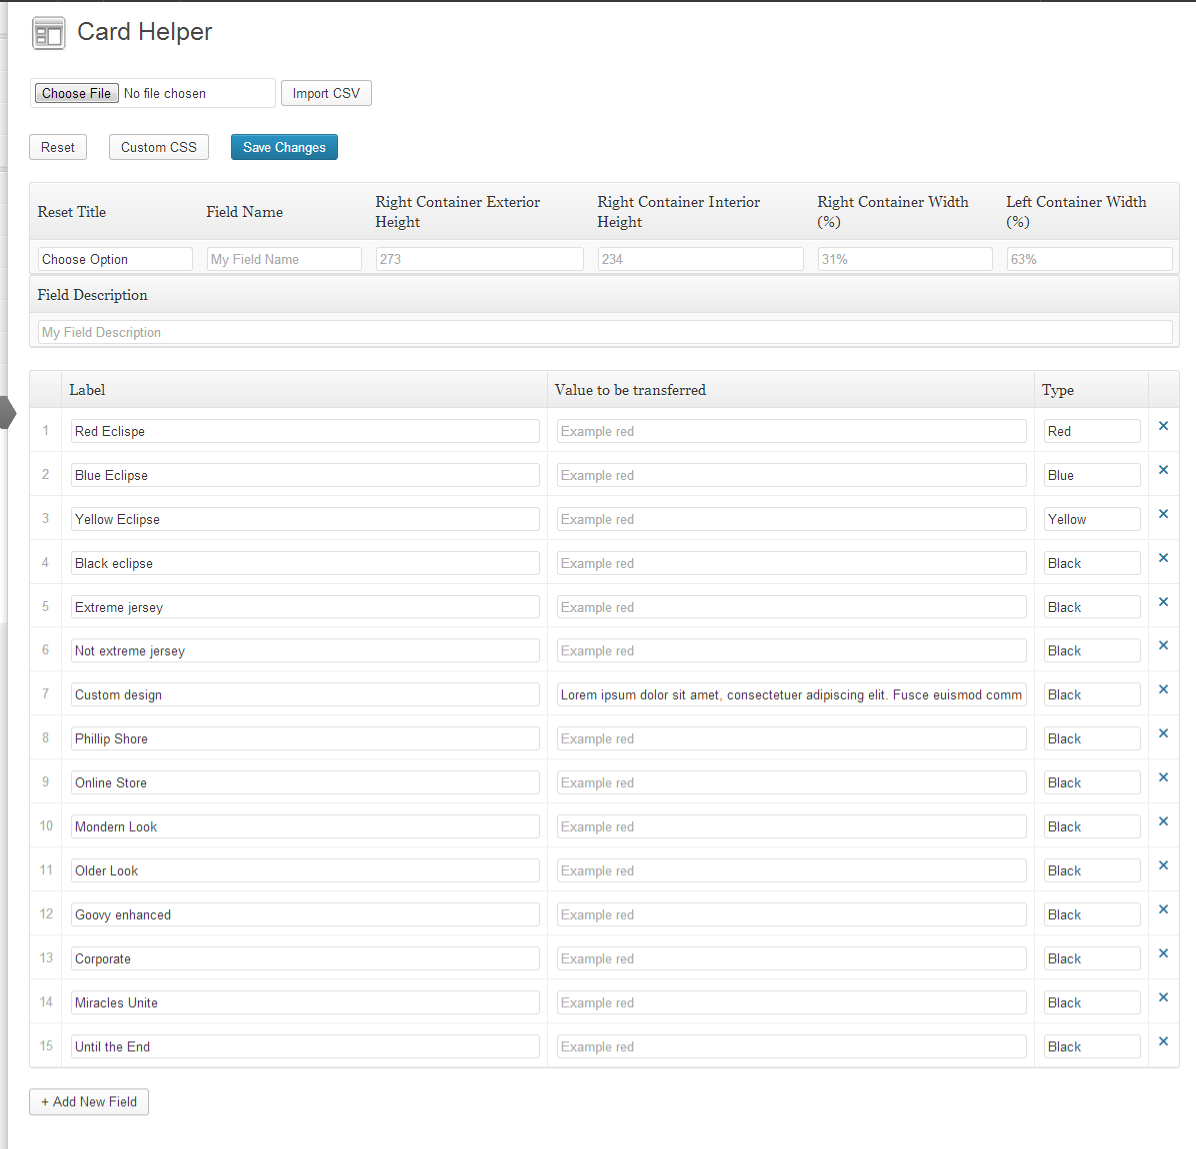 Card Helper
Choose File No file chosen Import CSV
Reset Custom CSS Save Changes
Reset Title Field Name Right Container Exterior Height Right Container Interior Height Right Container Width (%) Left Container Width (%)
Choose Option My Field Name 273 234 31% 63%
Field Description
My Field Description
Label Value to be transferred Type
1 Red Eclispe Example red Red ×
2 Blue Eclipse Example red Blue ×
3 Yellow Eclipse Example red Yellow ×
4 Black eclipse Example red Black ×
5 Extreme jersey Example red Black ×
6 Not extreme jersey Example red Black ×
7 Custom design Lorem ipsum dolor sit amet, consectetuer adipiscing elit. Fusce euismod comm Black ×
8 Phillip Shore Example red Black ×
9 Online Store Example red Black ×
10 Mondern Look Example red Black ×
11 Older Look Example red Black ×
12 Goovy enhanced Example red Black ×
13 Corporate Example red Black ×
14 Miracles Unite Example red Black ×
15 Until the End Example red Black ×
+ Add New Field